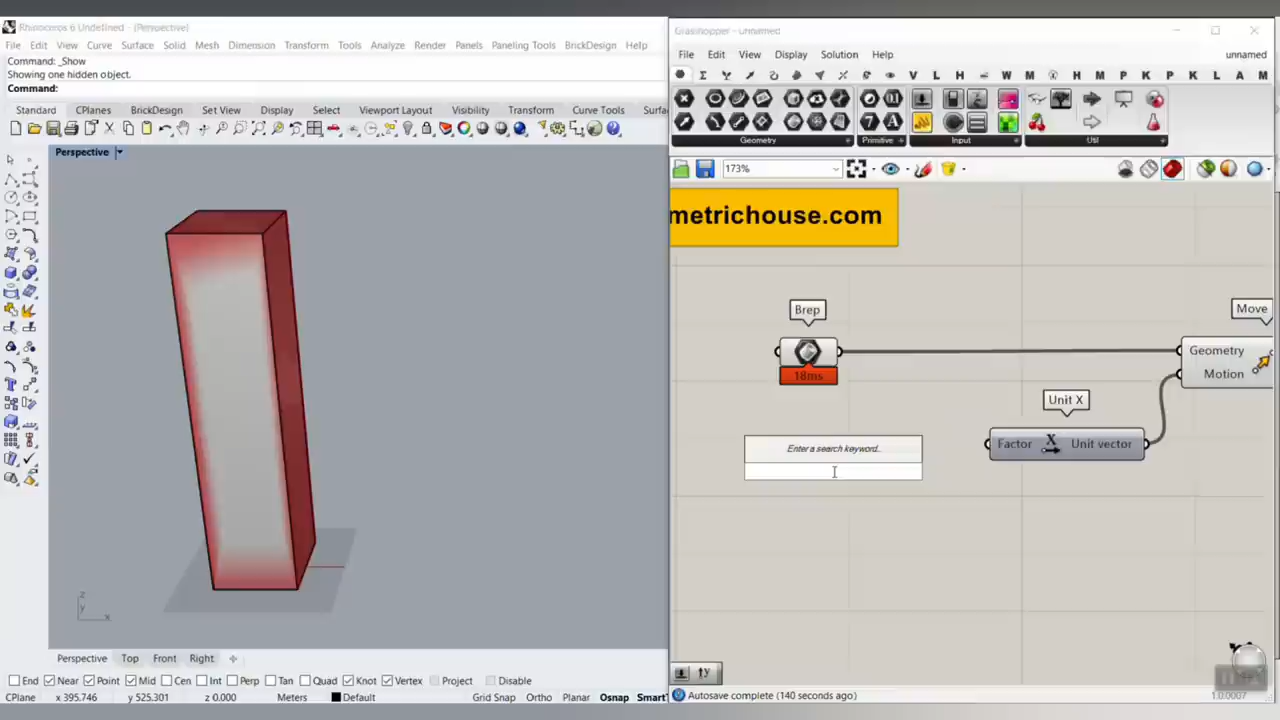 Rhinoceros 6 Undefined - [Perspective]
File Edit View Curve Surface Solid Mesh Dimension Transform Tools Analyze Render Panels Paneling Tools BrickDesign Help
Command: _Show
Showing one hidden object.
Command:
Standard CPlanes BrickDesign Set View Display Select Viewport Layout Visibility Transform Curve Tools Surfa
Perspective
z
y
x
Perspective Top Front Right
End Near Point Mid Cen Int Perp Tan Quad Knot Vertex Project Disable
CPlane x 395.746 y 525.301 z 0.000 Meters Default Grid Snap Ortho Planar Osnap SmartT
Grasshopper - unnamed
File Edit View Display Solution Help unnamed
V L H W M H M P K P K L A M
Geometry Primitive Input Util
173%
metrichouse.com
Brep
18ms
Move
Geometry
Motion
Unit X
Factor X Unit vector
Enter a search keyword...
Autosave complete (140 seconds ago)
1.0.0007